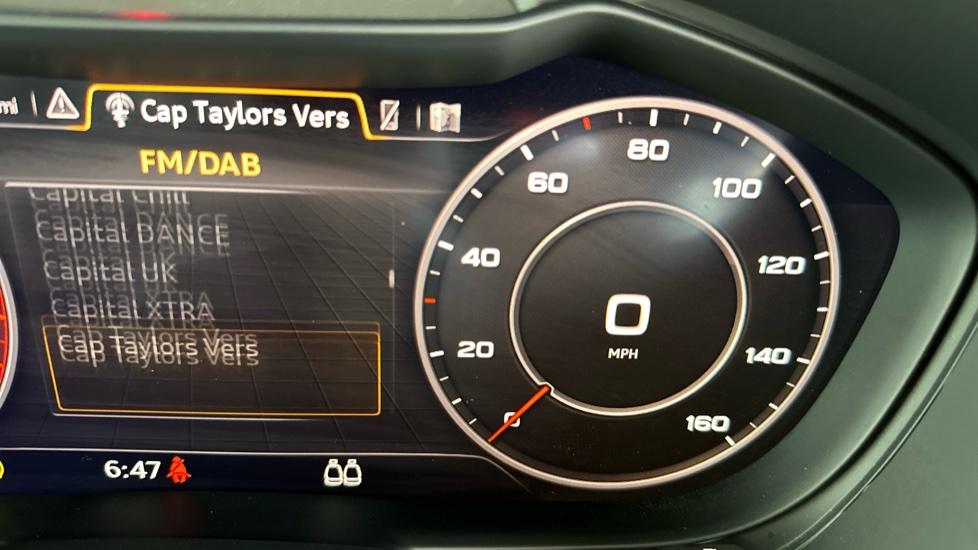 mi Cap Taylors Vers
FM/DAB
Capital Chill
Capital DANCE
Capital UK
Capital XTRA
Cap Taylors Vers
6:47
0
20
40
60
80
100
120
140
160
0
MPH